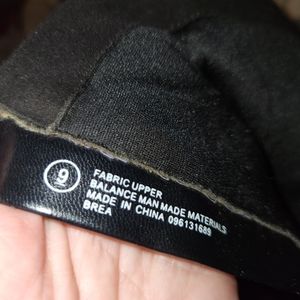 9
FABRIC UPPER
BALANCE MAN MADE MATERIALS
MADE IN CHINA 096131689
BREA